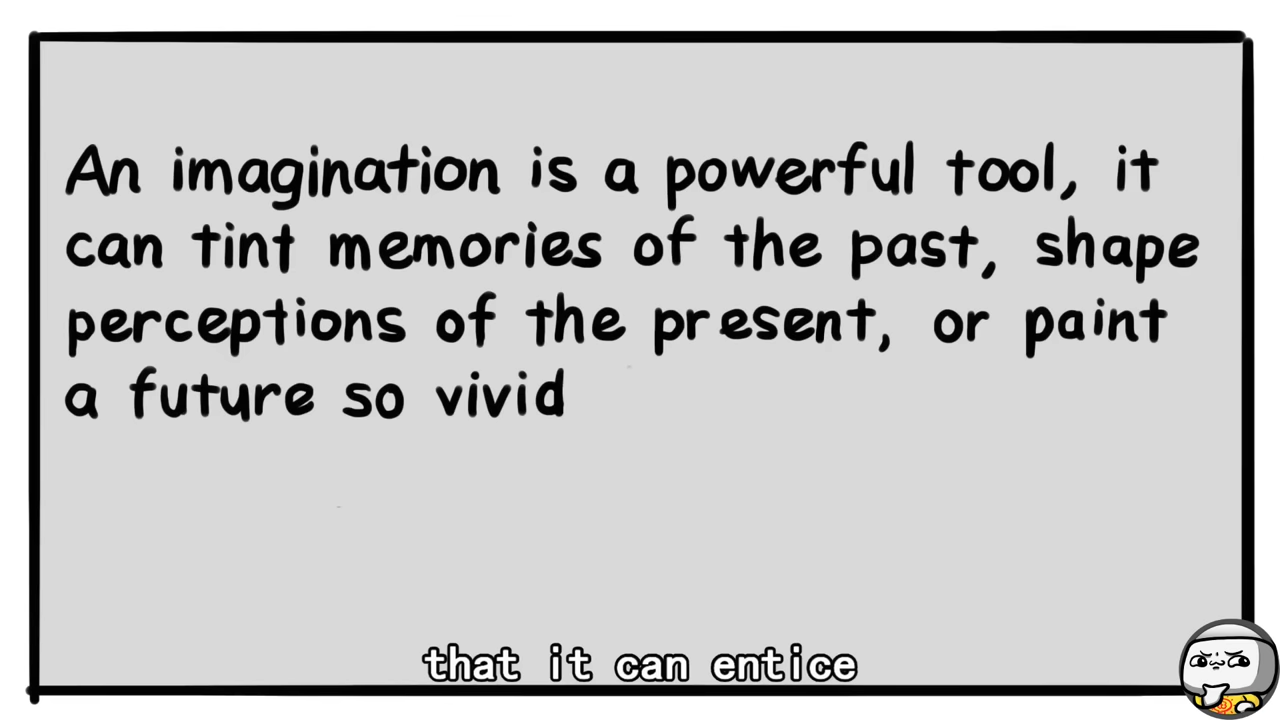 An imagination is a powerful tool, it
can tint memories of the past, shape
perceptions of the present, or paint
a future so vivid
that it can entice